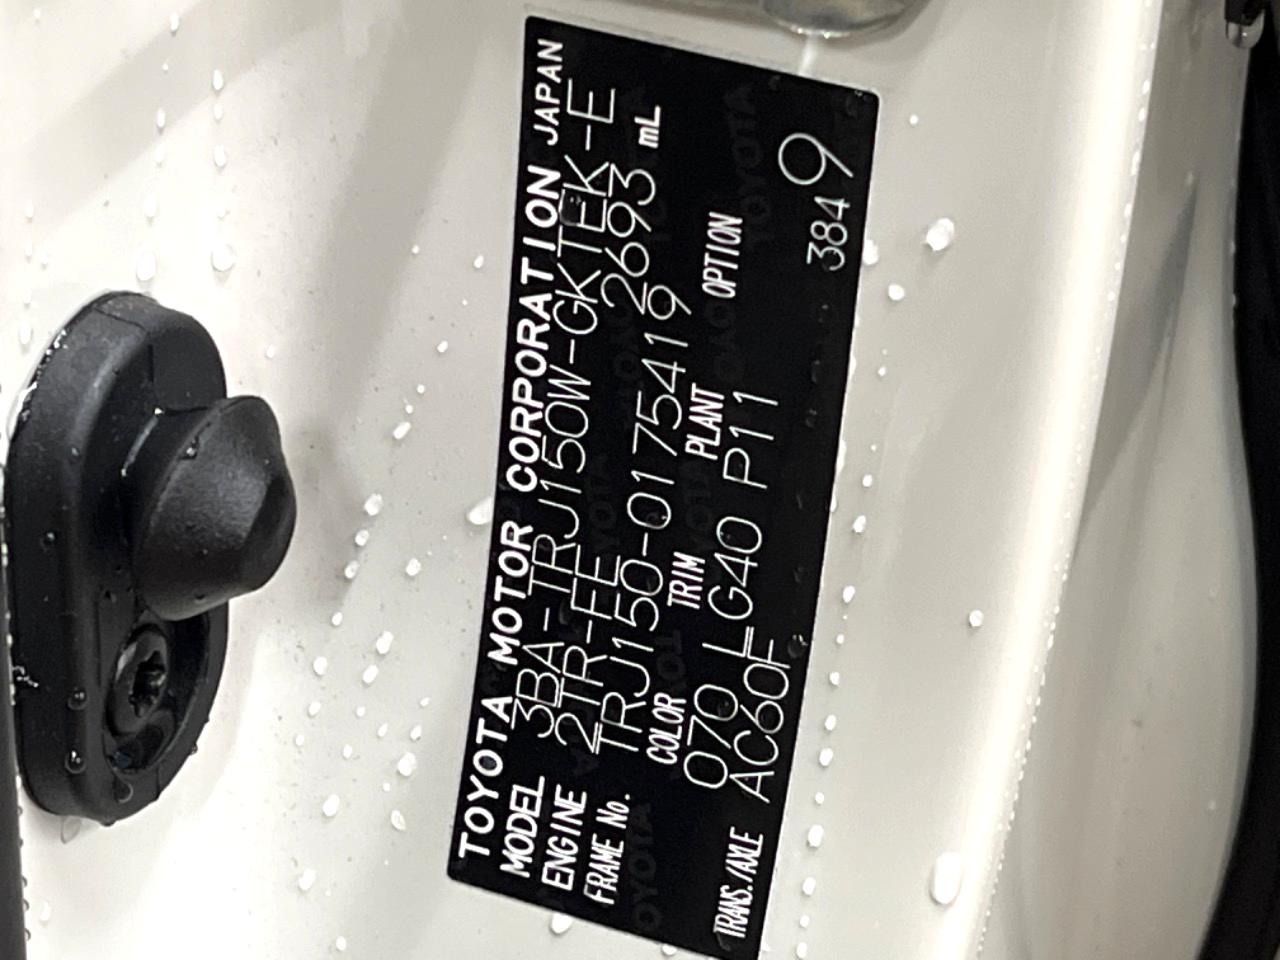 TOYOTA MOTOR CORPORATION JAPAN
MODEL 3BA-TRJ150W-GKTEK-E
ENGINE 2TR-FE 2693 mL
FRAME No. TRJ150-0175419
COLOR TRIM PLANT OPTION
070 LG40 P11
TRANS./AXLE AC60F
3849